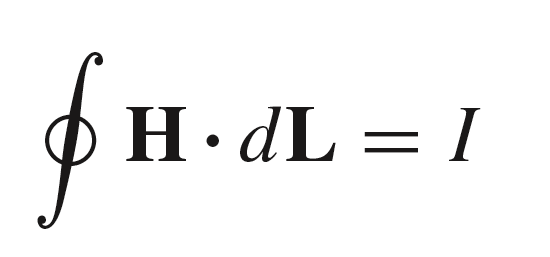 ∮ H · dL = I